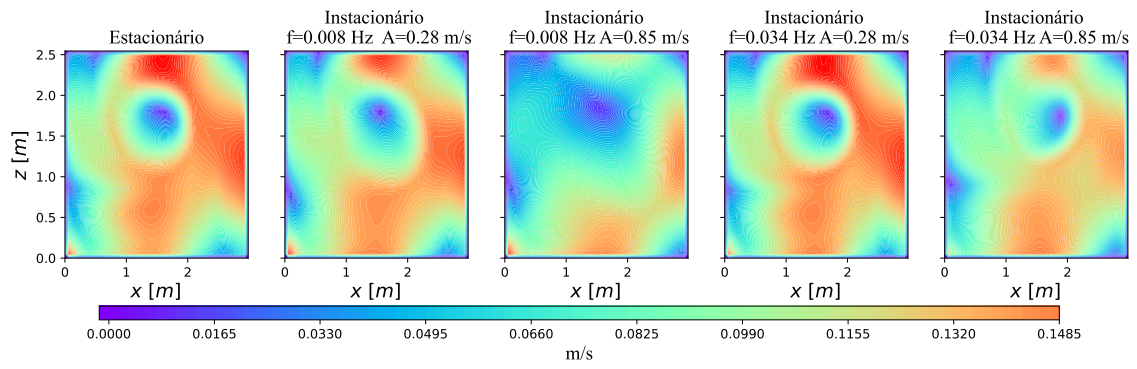 Estacionário
Instacionário
f=0.008 Hz A=0.28 m/s
Instacionário
f=0.008 Hz A=0.85 m/s
Instacionário
f=0.034 Hz A=0.28 m/s
Instacionário
f=0.034 Hz A=0.85 m/s
2.5
2.0
1.5
1.0
0.5
0.0
z [m]
0 1 2
0 1 2
0 1 2
0 1 2
1 2
x [m]
x [m]
x [m]
x [m]
x [m]
0.0000 0.0165 0.0330 0.0495 0.0660 0.0825 0.0990 0.1155 0.1320 0.1485
m/s